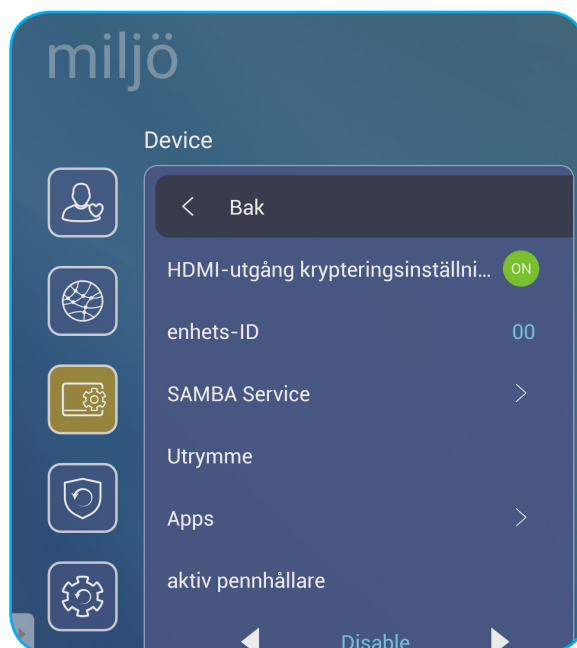 miljö
Device
Bak
HDMI-utgång krypteringsinställni... ON
enhets-ID 00
SAMBA Service
Utrymme
Apps
aktiv pennhållare
Disable